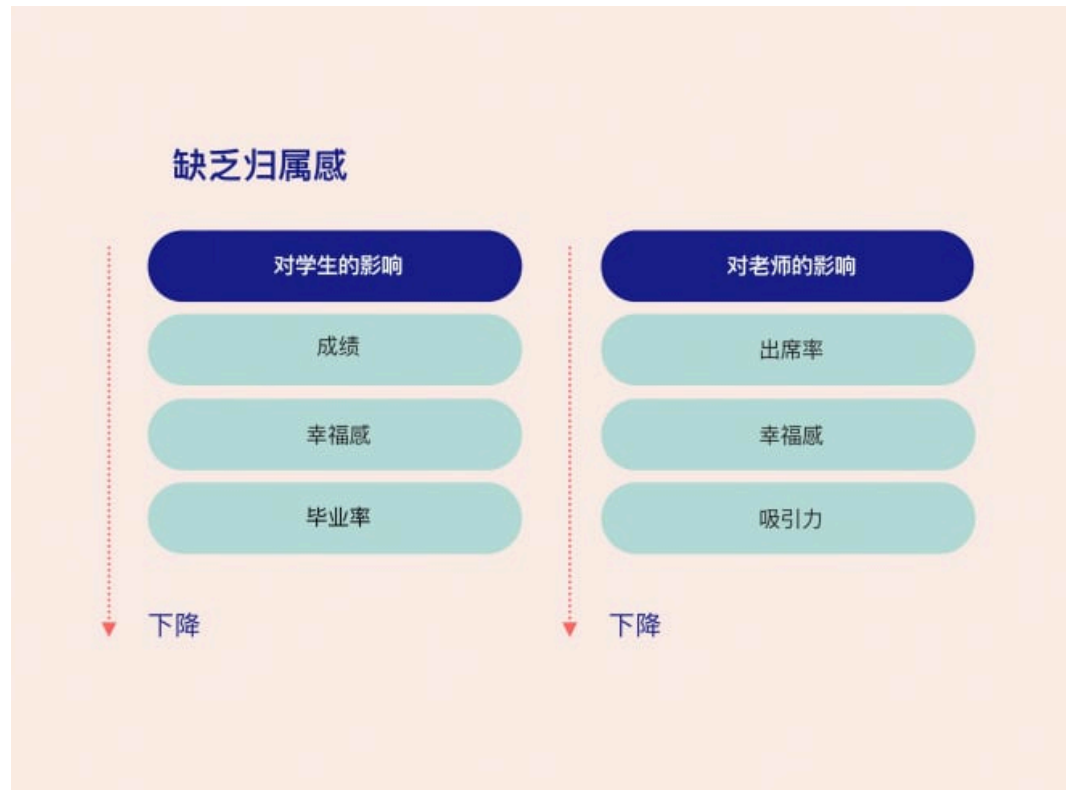 缺乏归属感
对学生的影响
成绩
幸福感
毕业率
下降
对老师的影响
出席率
幸福感
吸引力
下降